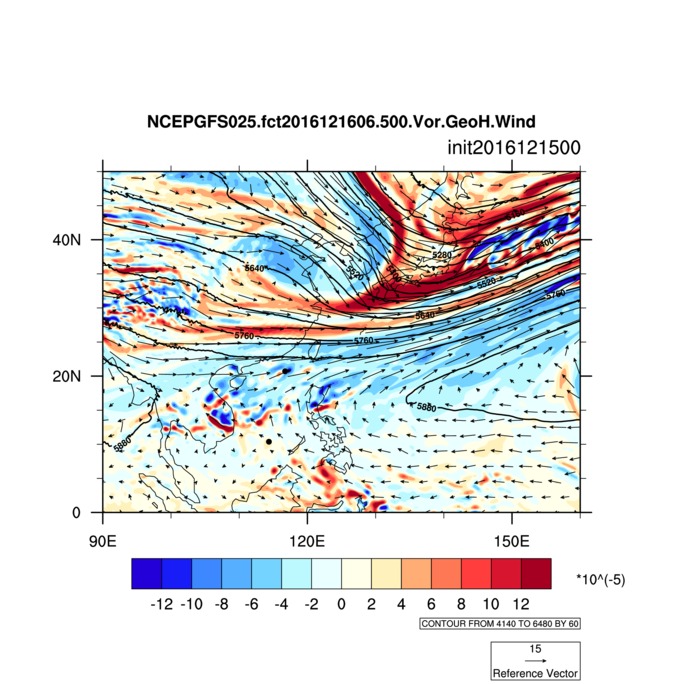 NCEPGFS025.fct2016121606.500.Vor.GeoH.Wind
init2016121500
40N
20N
0
90E 120E 150E
5640
5760
5760
5640
5280
5400
5520
5760
5880
5880
-12 -10 -8 -6 -4 -2 0 2 4 6 8 10 12
*10^(-5)
CONTOUR FROM 4140 TO 6480 BY 60
15
Reference Vector